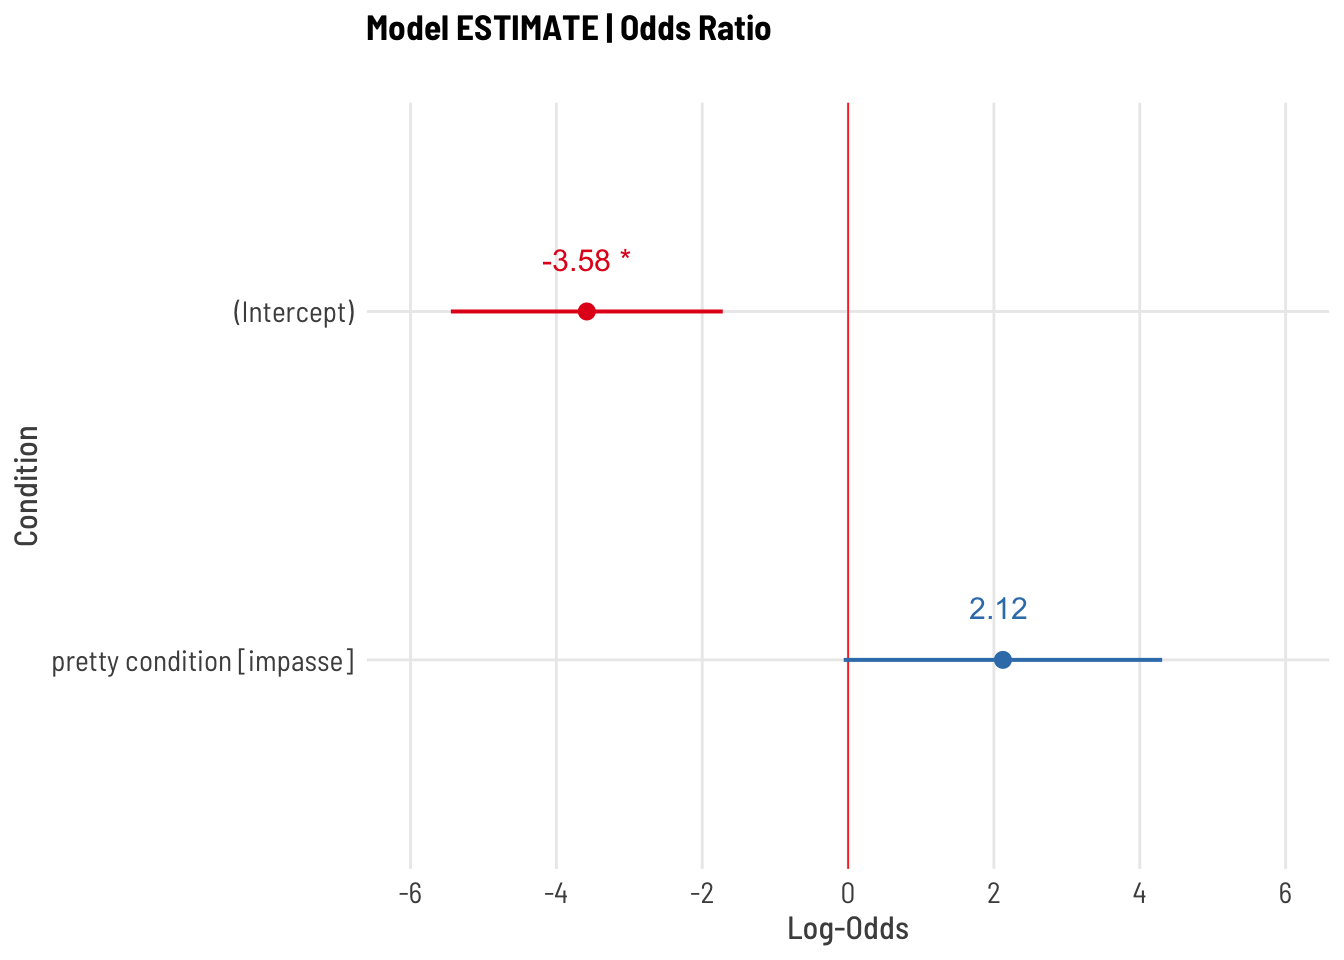 Model ESTIMATE | Odds Ratio
-3.58 *
(Intercept)
Condition
2.12
pretty condition [impasse]
-6 -4 -2 0 2 4 6
Log-Odds